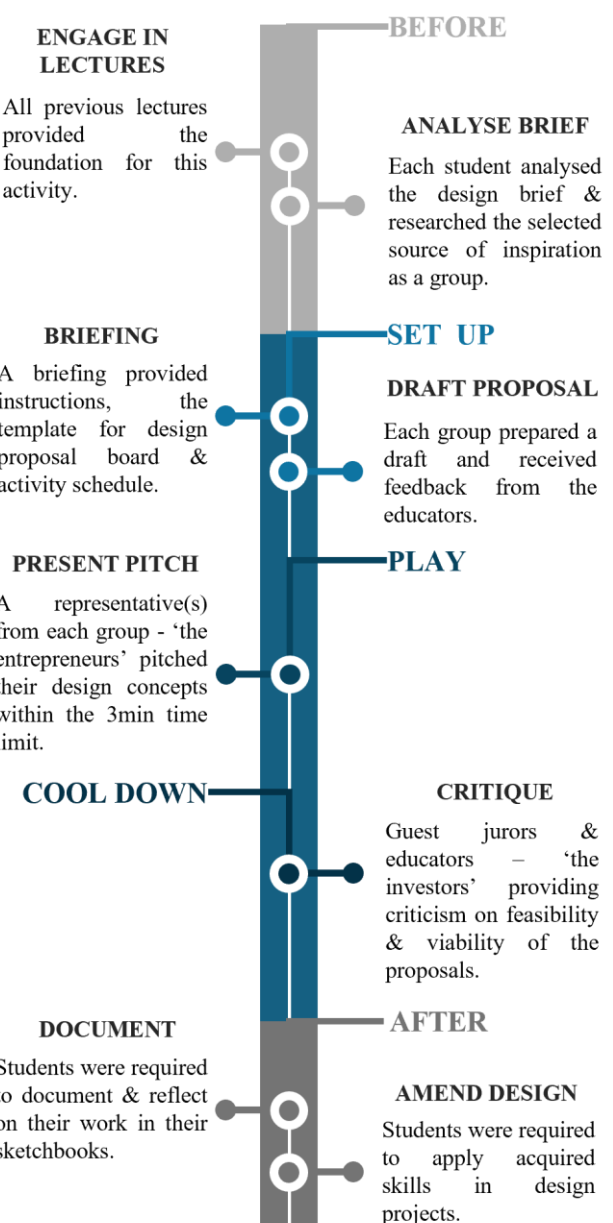 BEFORE
ENGAGE IN
LECTURES
All previous lectures
provided the
foundation for this
activity.
ANALYSE BRIEF
Each student analysed
the design brief &
researched the selected
source of inspiration
as a group.
SET UP
BRIEFING
A briefing provided
instructions, the
template for design
proposal board &
activity schedule.
DRAFT PROPOSAL
Each group prepared a
draft and received
feedback from the
educators.
PLAY
PRESENT PITCH
A representative(s)
from each group - ‘the
entrepreneurs’ pitched
their design concepts
within the 3min time
limit.
COOL DOWN
CRITIQUE
Guest jurors &
educators – ‘the
investors’ providing
criticism on feasibility
& viability of the
proposals.
AFTER
DOCUMENT
Students were required
to document & reflect
on their work in their
sketchbooks.
AMEND DESIGN
Students were required
to apply acquired
skills in design
projects.